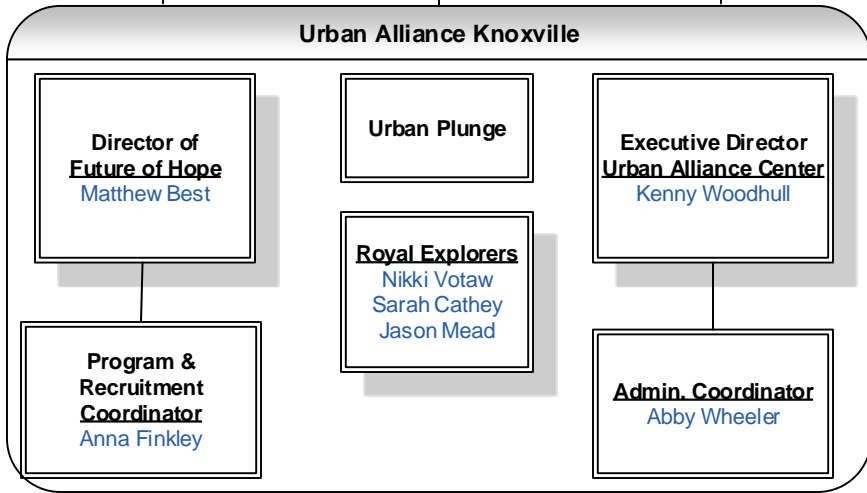 Urban Alliance Knoxville
Director of
Future of Hope
Matthew Best
Urban Plunge
Executive Director
Urban Alliance Center
Kenny Woodhull
Royal Explorers
Nikki Votaw
Sarah Cathey
Jason Mead
Program &
Recruitment
Coordinator
Anna Finkley
Admin. Coordinator
Abby Wheeler